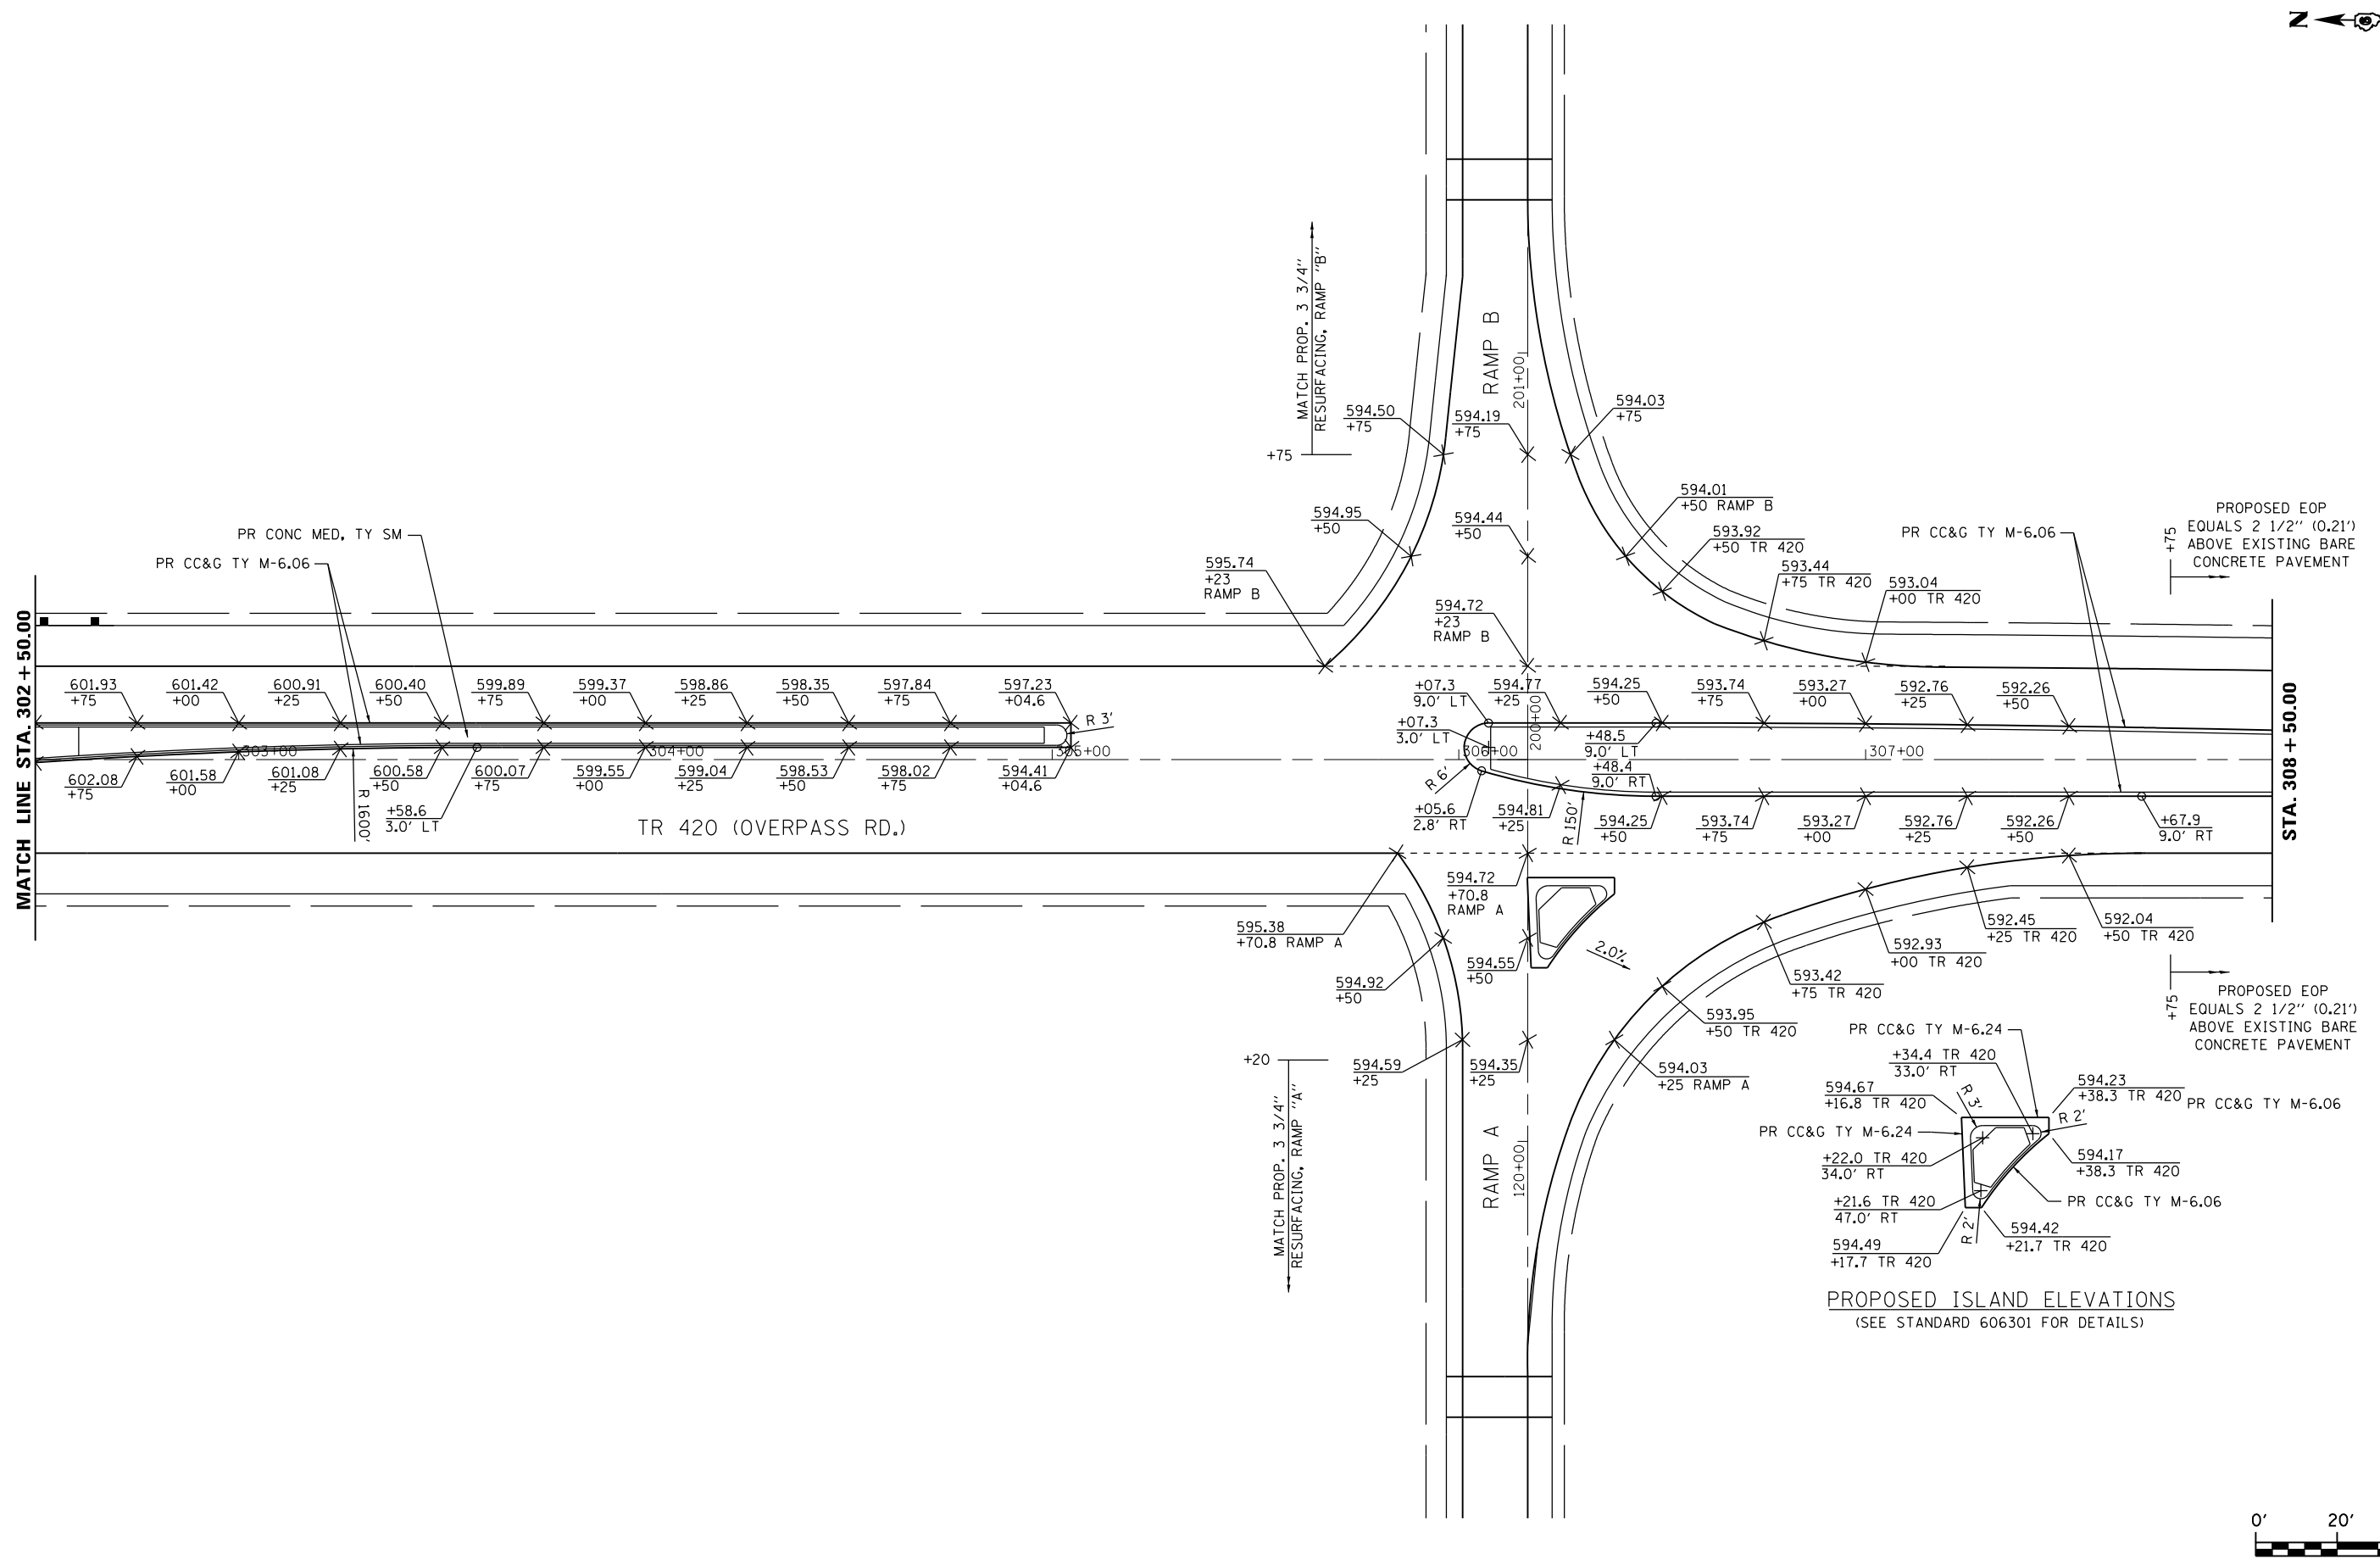 N
MATCH PROP. 3 3/4"
RESURFACING, RAMP "B"
+75
RAMP B
201+00
594.50
+75
594.19
+75
594.03
+75
594.95
+50
594.44
+50
594.01
+50 RAMP B
593.92
+50 TR 420
593.44
+75 TR 420
593.04
+00 TR 420
595.74
+23
RAMP B
594.72
+23
RAMP B
PR CC&G TY M-6.06
+75
PROPOSED EOP
EQUALS 2 1/2" (0.21')
ABOVE EXISTING BARE
CONCRETE PAVEMENT
PR CONC MED, TY SM
PR CC&G TY M-6.06
MATCH LINE STA. 302+50.00
601.93
+75
601.42
+00
600.91
+25
600.40
+50
599.89
+75
599.37
+00
598.86
+25
598.35
+50
597.84
+75
597.23
+04.6
R 3'
+07.3
9.0' LT
+07.3
3.0' LT
594.77
+25
594.25
+50
593.74
+75
593.27
+00
592.76
+25
592.26
+50
STA. 308+50.00
200+00
+48.5
9.0' LT
+48.4
9.0' RT
303+00
304+00
305+00
306+00
307+00
602.08
+75
601.58
+00
601.08
+25
600.58
+50
600.07
+75
599.55
+00
599.04
+25
598.53
+50
598.02
+75
594.41
+04.6
R 1600'
+58.6
3.0' LT
TR 420 (OVERPASS RD.)
R 6'
+05.6
2.8' RT
594.81
+25
R 150'
594.25
+50
593.74
+75
593.27
+00
592.76
+25
592.26
+50
+67.9
9.0' RT
594.72
+70.8
RAMP A
595.38
+70.8 RAMP A
594.92
+50
594.55
+50
2.0%
592.04
+50 TR 420
592.45
+25 TR 420
592.93
+00 TR 420
593.42
+75 TR 420
593.95
+50 TR 420
594.03
+25 RAMP A
594.59
+25
594.35
+25
+20
MATCH PROP. 3 3/4"
RESURFACING, RAMP "A"
RAMP A
120+00
+75
PROPOSED EOP
EQUALS 2 1/2" (0.21')
ABOVE EXISTING BARE
CONCRETE PAVEMENT
PR CC&G TY M-6.24
+34.4 TR 420
33.0' RT
594.67
+16.8 TR 420
R 3'
594.23
+38.3 TR 420
PR CC&G TY M-6.06
R 2'
PR CC&G TY M-6.24
+22.0 TR 420
34.0' RT
594.17
+38.3 TR 420
+21.6 TR 420
47.0' RT
PR CC&G TY M-6.06
R 2'
594.49
+17.7 TR 420
594.42
+21.7 TR 420
PROPOSED ISLAND ELEVATIONS
(SEE STANDARD 606301 FOR DETAILS)
0' 20'